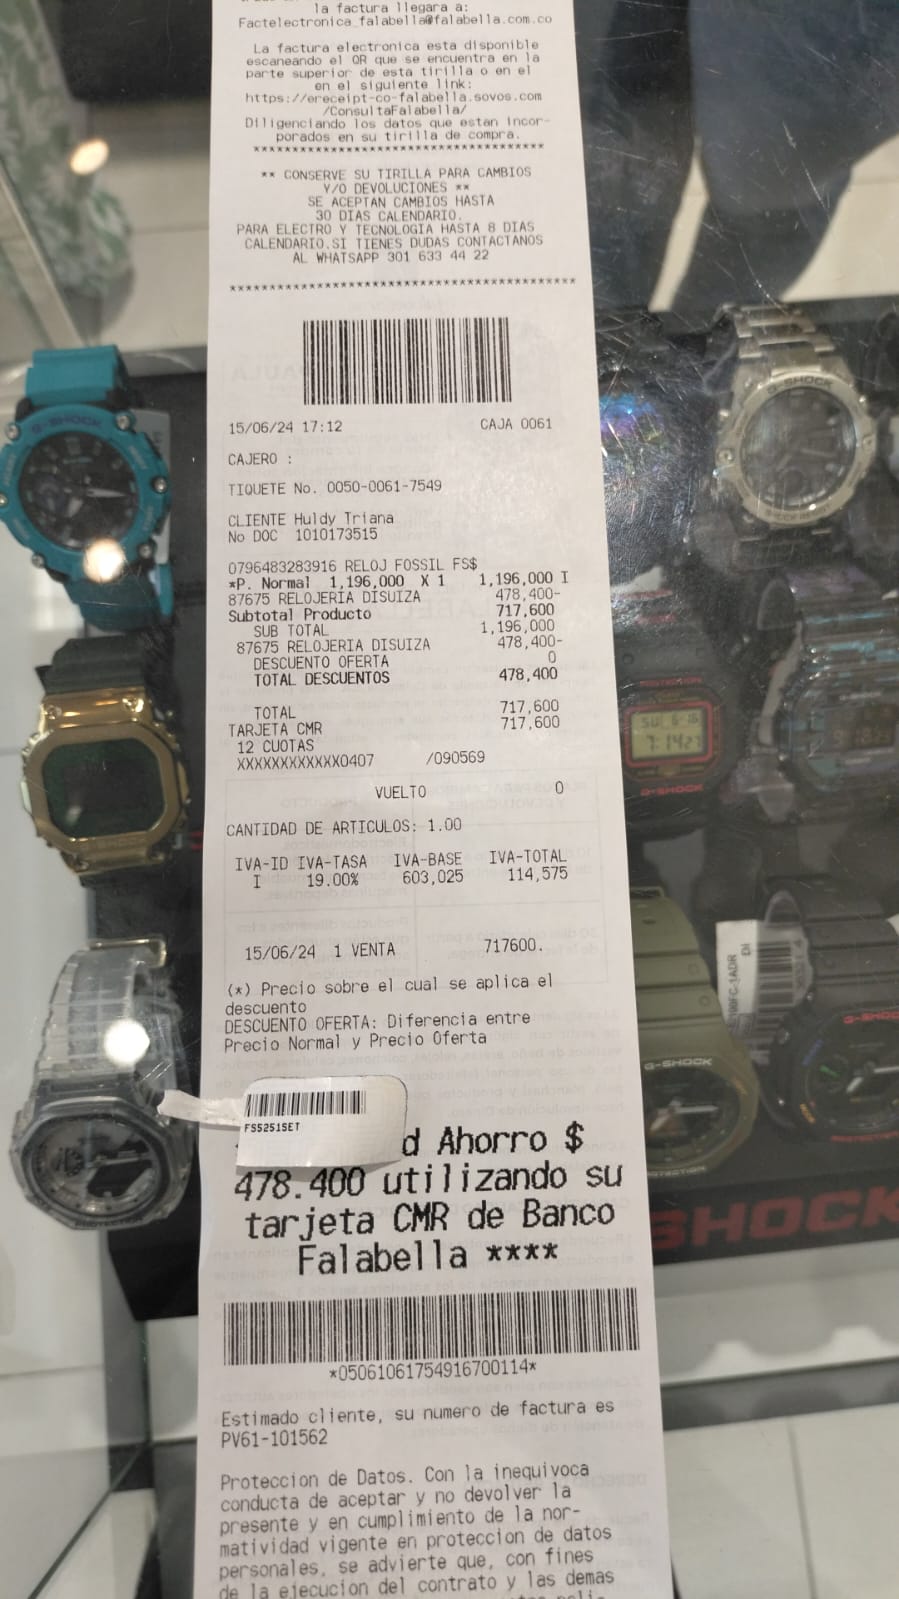 la factura llegara a:
Factelectronica_falabella@falabella.com.co
La factura electronica esta disponible
escaneando el QR que se encuentra en la
parte superior de esta tirilla o en el
en el siguiente link:
https://ereceipt-co-falabella.sovos.com
/ConsultaFalabella/
Diligenciando los datos que estan incor-
porados en su tirilla de compra.
****************************************
** CONSERVE SU TIRILLA PARA CAMBIOS
Y/O DEVOLUCIONES **
SE ACEPTAN CAMBIOS HASTA
30 DIAS CALENDARIO.
PARA ELECTRO Y TECNOLOGIA HASTA 8 DIAS
CALENDARIO.SI TIENES DUDAS CONTACTANOS
AL WHATSAPP 301 633 44 22
****************************************
15/06/24 17:12 CAJA 0061
CAJERO :
TIQUETE No. 0050-0061-7549
CLIENTE Huldy Triana
No DOC 1010173515
0796483283916 RELOJ FOSSIL FS$
*P. Normal 1,196,000 X 1 1,196,000 I
87675 RELOJERIA DISUIZA 478,400-
Subtotal Producto 717,600
SUB TOTAL 1,196,000
87675 RELOJERIA DISUIZA 478,400-
DESCUENTO OFERTA 0
TOTAL DESCUENTOS 478,400
TOTAL 717,600
TARJETA CMR 717,600
12 CUOTAS
XXXXXXXXXXXX0407 /090569
VUELTO 0
CANTIDAD DE ARTICULOS: 1.00
IVA-ID IVA-TASA IVA-BASE IVA-TOTAL
I 19.00% 603,025 114,575
15/06/24 1 VENTA 717600.
(*) Precio sobre el cual se aplica el
descuento
DESCUENTO OFERTA: Diferencia entre
Precio Normal y Precio Oferta
FS5251SET
d Ahorro $
478.400 utilizando su
tarjeta CMR de Banco
Falabella ****
*05061061754916700114*
Estimado cliente, su numero de factura es
PV61-101562
Proteccion de Datos. Con la inequivoca
conducta de aceptar y no devolver la
presente y en cumplimiento de la nor-
matividad vigente en proteccion de datos
personales, se advierte que, con fines
de la ejecucion del contrato y las demas
G-SHOCK
G-SHOCK
PROTECTION
SU 6-16
7:1427
G-SHOCK
G-SHOCK
PROTECTION
G-SHOCK
SHOCK
PROTECTION